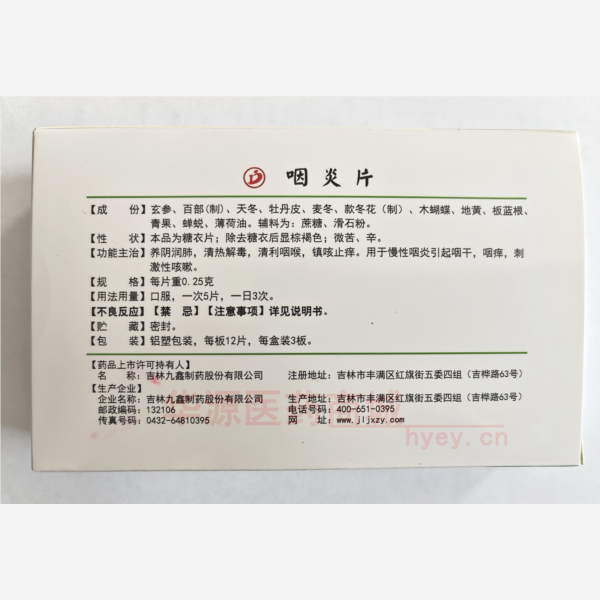 咽炎片
【成 份】玄参、百部(制)、天冬、牡丹皮、麦冬、款冬花（制）、木蝴蝶、地黄、板蓝根、
青果、蝉蜕、薄荷油。辅料为：蔗糖、滑石粉。
【性 状】本品为糖衣片；除去糖衣后显棕褐色；微苦、辛。
【功能主治】养阴润肺，清热解毒，清利咽喉，镇咳止痒。用于慢性咽炎引起咽干，咽痒，刺
激性咳嗽。
【规 格】每片重0.25克
【用法用量】口服，一次5片，一日3次。
【不良反应】【禁 忌】【注意事项】详见说明书。
【贮 藏】密封。
【包 装】铝塑包装，每板12片，每盒装3板。
【药品上市许可持有人】
名 称：吉林九鑫制药股份有限公司 注册地址：吉林市丰满区红旗街五委四组（吉桦路63号）
【生产企业】
企业名称：吉林九鑫制药股份有限公司 生产地址：吉林市丰满区红旗街五委四组（吉桦路63号）
邮政编码：132106 电话号码：400-651-0395
传真号码：0432-64810395 网 址：www.jljxzy.com
源医药商城
hyey.cn